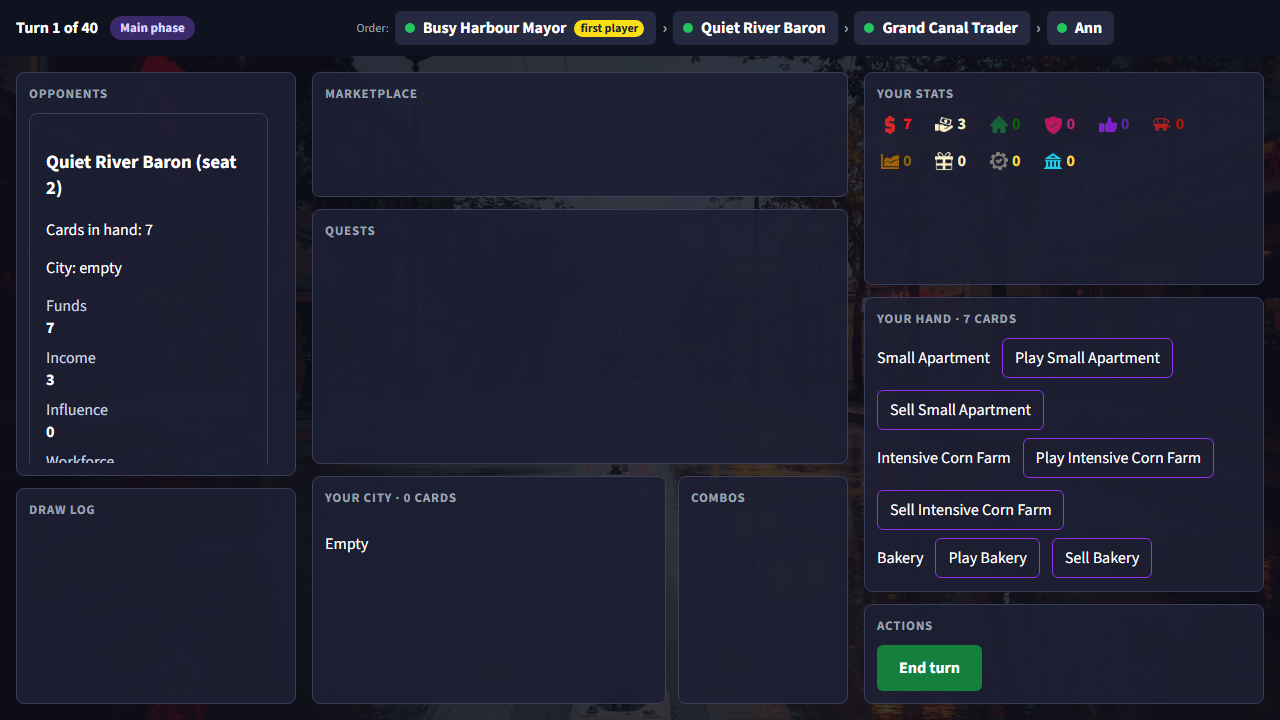 Turn 1 of 40
Main phase
Order:
Busy Harbour Mayor
first player
›
Quiet River Baron
›
Grand Canal Trader
›
Ann
OPPONENTS
Quiet River Baron (seat
2)
Cards in hand: 7
City: empty
Funds
7
Income
3
Influence
0
Workforce
DRAW LOG
MARKETPLACE
QUESTS
YOUR CITY · 0 CARDS
Empty
COMBOS
YOUR STATS
7
3
0
0
0
0
0
0
0
0
YOUR HAND · 7 CARDS
Small Apartment
Play Small Apartment
Sell Small Apartment
Intensive Corn Farm
Play Intensive Corn Farm
Sell Intensive Corn Farm
Bakery
Play Bakery
Sell Bakery
ACTIONS
End turn